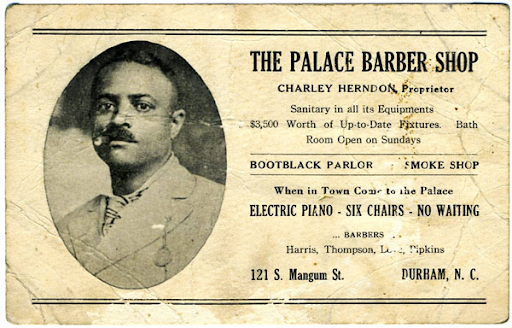 THE PALACE BARBER SHOP
CHARLEY HERNDON, Proprietor
Sanitary in all its Equipments
$3,500 Worth of Up-to-Date Fixtures. Bath
Room Open on Sundays
BOOTBLACK PARLOR SMOKE SHOP
When in Town Come to the Palace
ELECTRIC PIANO - SIX CHAIRS - NO WAITING
... BARBERS ...
Harris, Thompson, Pipkins
121 S. Mangum St. DURHAM, N. C.